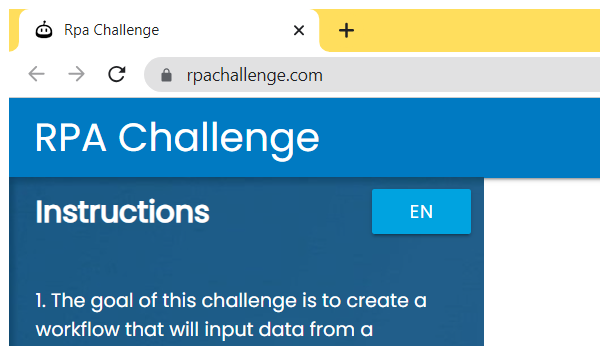 Rpa Challenge
rpachallenge.com
RPA Challenge
Instructions
EN
1. The goal of this challenge is to create a
workflow that will input data from a